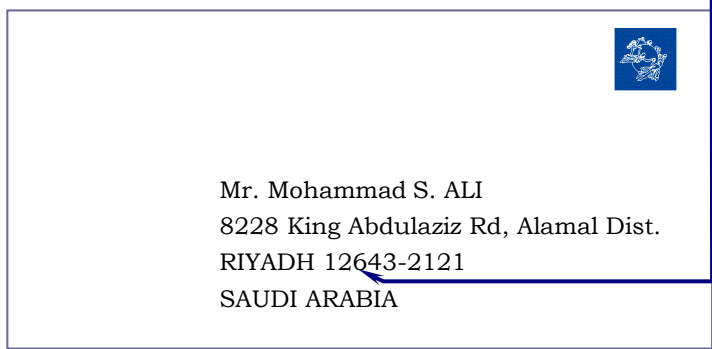 Mr. Mohammad S. ALI
8228 King Abdulaziz Rd, Alamal Dist.
RIYADH 12643-2121
SAUDI ARABIA